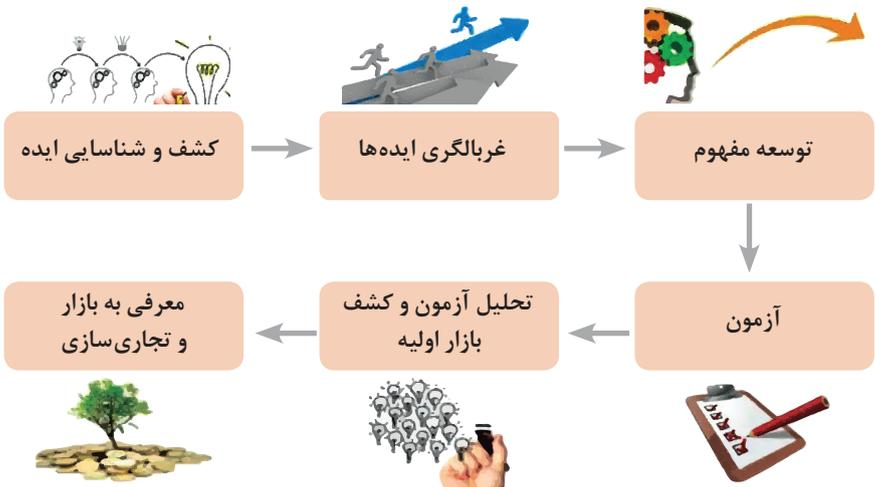 کشف و شناسایی ایده
غربالگری ایده‌ها
توسعه مفهوم
آزمون
تحلیل آزمون و کشف
بازار اولیه
معرفی به بازار
و تجاری‌سازی